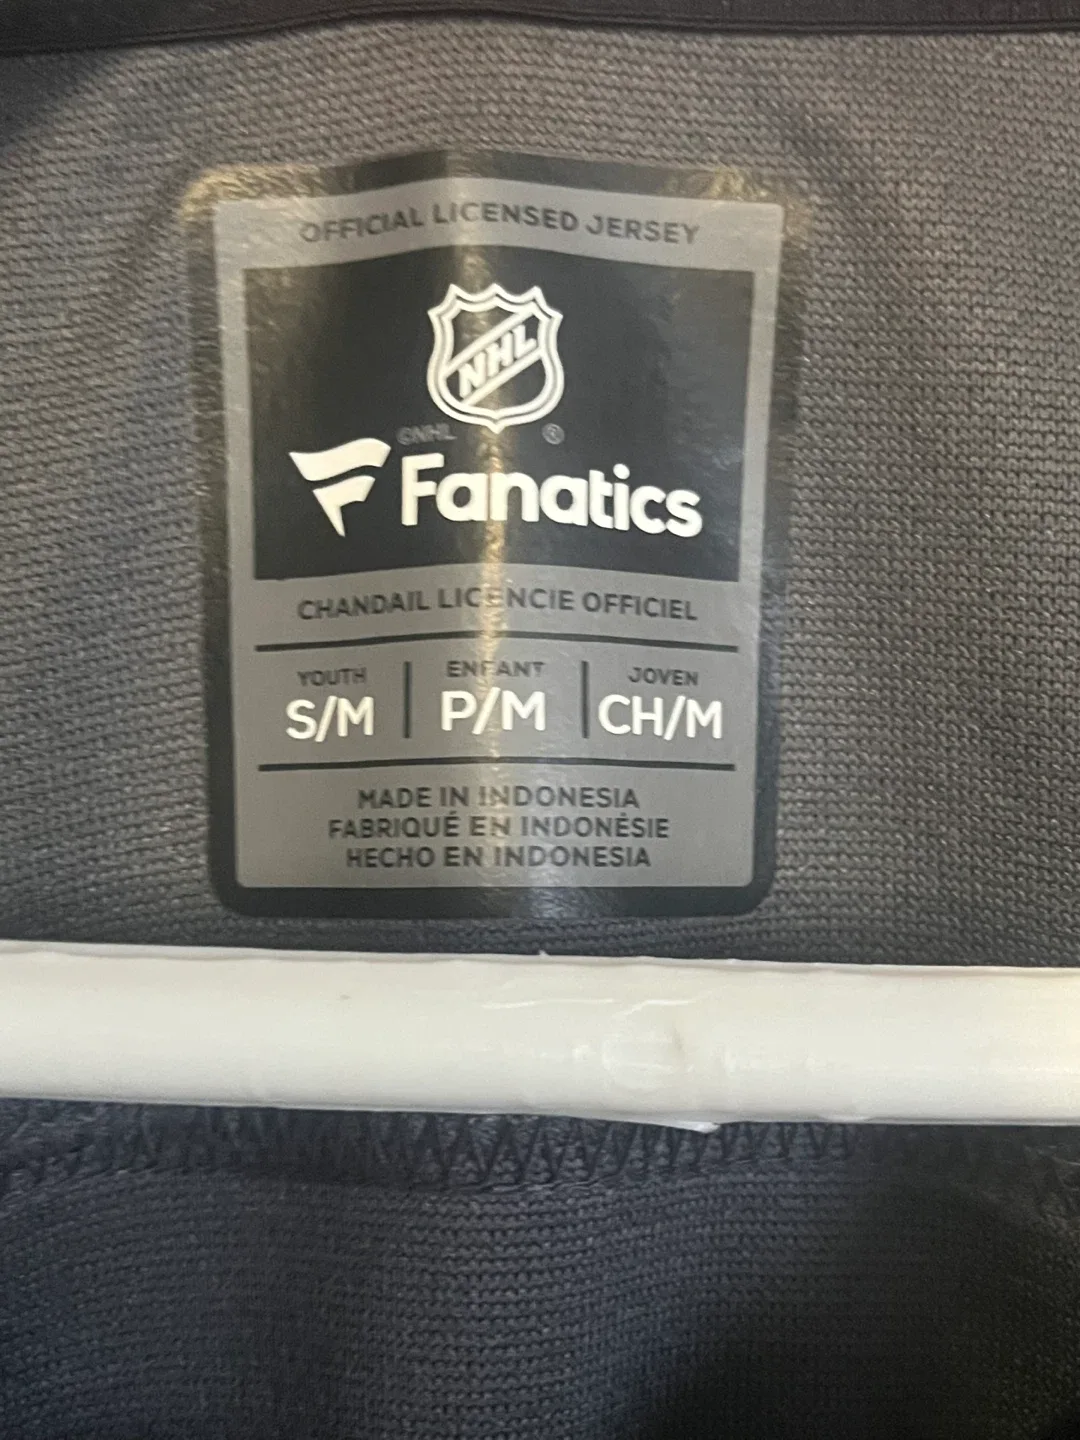 OFFICIAL LICENSED JERSEY
NHL
©NHL ®
Fanatics
CHANDAIL LICENCIE OFFICIEL
YOUTH ENFANT JOVEN
S/M P/M CH/M
MADE IN INDONESIA
FABRIQUÉ EN INDONÉSIE
HECHO EN INDONESIA